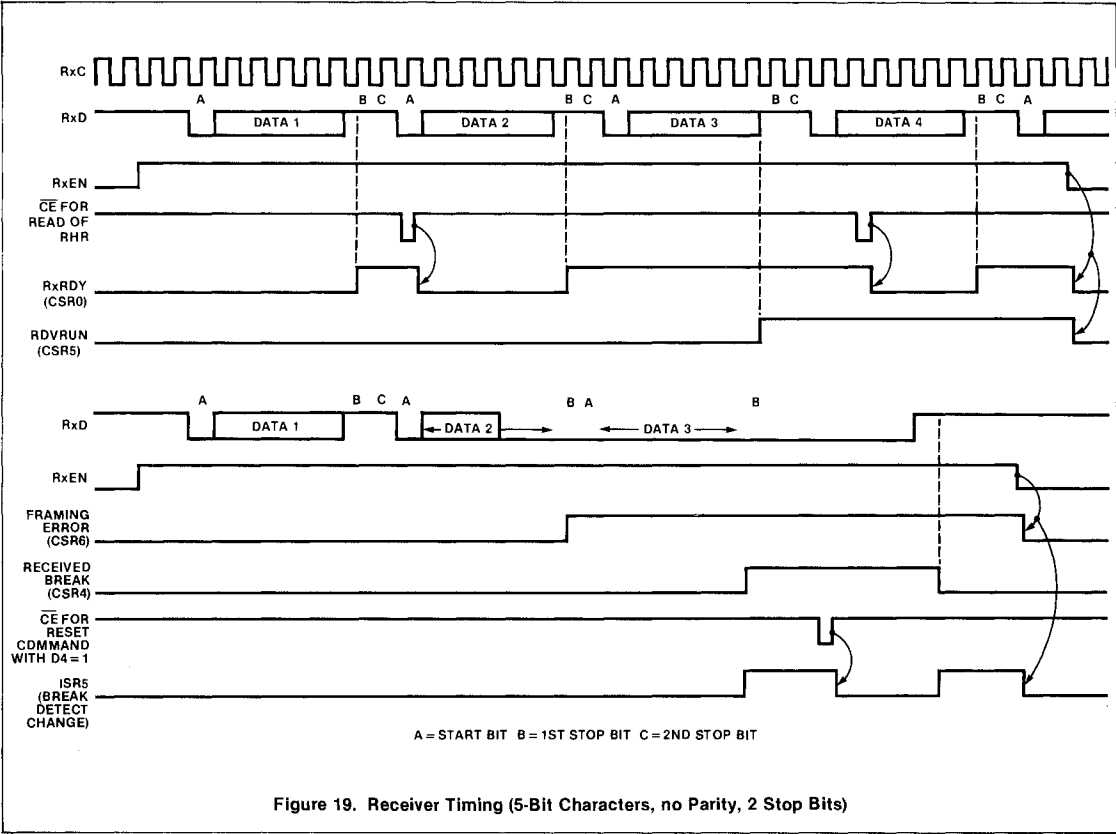 RxC
A B C A B C A B C B C A
RxD DATA 1 DATA 2 DATA 3 DATA 4
RxEN
CE FOR
READ OF
RHR
RxRDY
(CSR0)
RDVRUN
(CSR5)
A B C A B A B
RxD DATA 1 DATA 2 DATA 3
RxEN
FRAMING
ERROR
(CSR6)
RECEIVED
BREAK
(CSR4)
CE FOR
RESET
COMMAND
WITH D4 = 1
ISR5
(BREAK
DETECT
CHANGE)
A = START BIT B = 1ST STOP BIT C = 2ND STOP BIT
Figure 19. Receiver Timing (5-Bit Characters, no Parity, 2 Stop Bits)